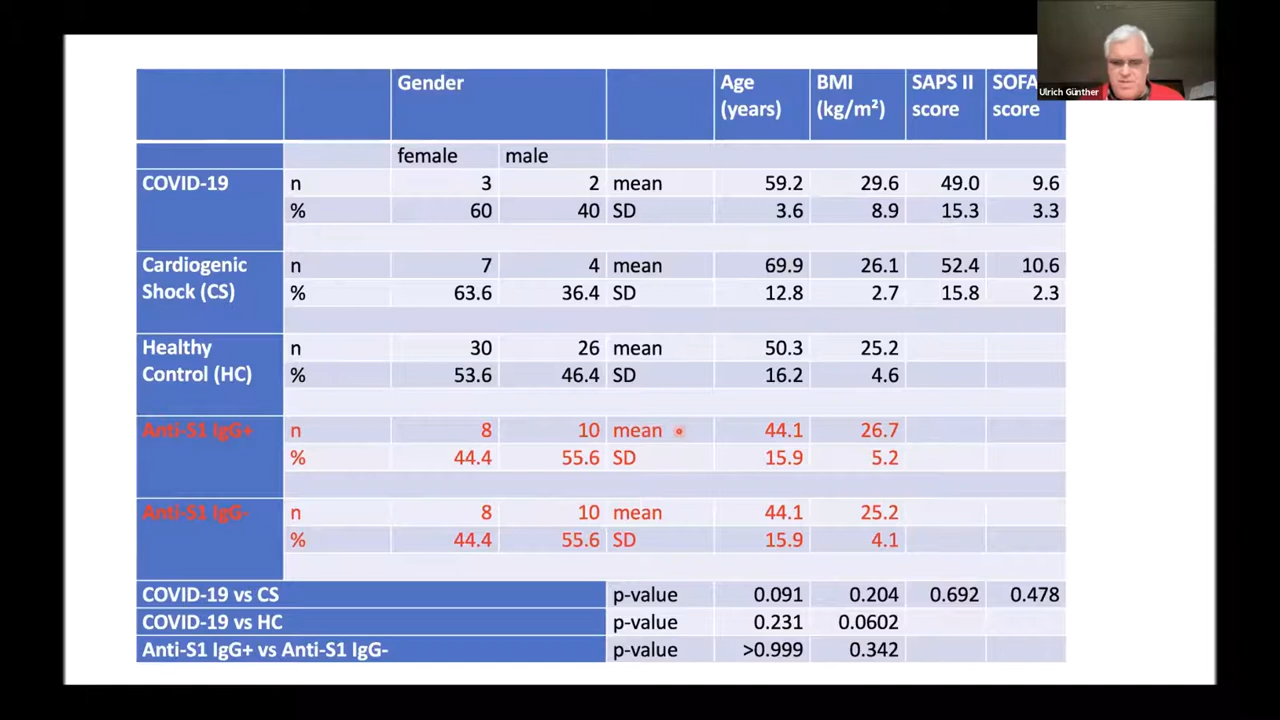 Gender Age BMI SAPS II SOFA
(years) (kg/m²) score score
Ulrich Günther
female male
COVID-19 n 3 2 mean 59.2 29.6 49.0 9.6
% 60 40 SD 3.6 8.9 15.3 3.3
Cardiogenic n 7 4 mean 69.9 26.1 52.4 10.6
Shock (CS) % 63.6 36.4 SD 12.8 2.7 15.8 2.3
Healthy n 30 26 mean 50.3 25.2
Control (HC) % 53.6 46.4 SD 16.2 4.6
Anti-S1 IgG+ n 8 10 mean 44.1 26.7
% 44.4 55.6 SD 15.9 5.2
Anti-S1 IgG- n 8 10 mean 44.1 25.2
% 44.4 55.6 SD 15.9 4.1
COVID-19 vs CS p-value 0.091 0.204 0.692 0.478
COVID-19 vs HC p-value 0.231 0.0602
Anti-S1 IgG+ vs Anti-S1 IgG- p-value >0.999 0.342